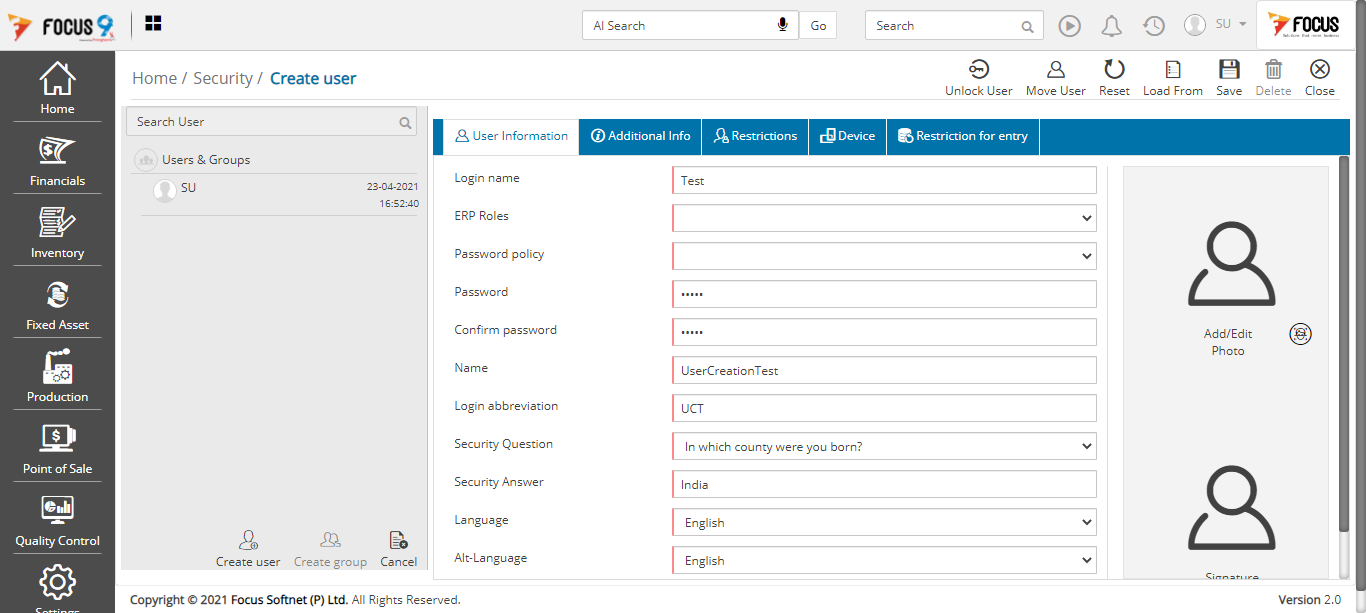 FOCUS 9
AI Search
Go
Search
SU
FOCUS
Home
Financials
Inventory
Fixed Asset
Production
Point of Sale
Quality Control
Settings
Home / Security / Create user
Unlock User
Move User
Reset
Load From
Save
Delete
Close
Search User
Users & Groups
SU
23-04-2021
16:52:40
Create user
Create group
Cancel
User Information
Additional Info
Restrictions
Device
Restriction for entry
Login name
Test
ERP Roles
Password policy
Password
•••••
Confirm password
•••••
Name
UserCreationTest
Login abbreviation
UCT
Security Question
In which county were you born?
Security Answer
India
Language
English
Alt-Language
English
Add/Edit
Photo
Signature
Copyright © 2021 Focus Softnet (P) Ltd. All Rights Reserved.
Version 2.0